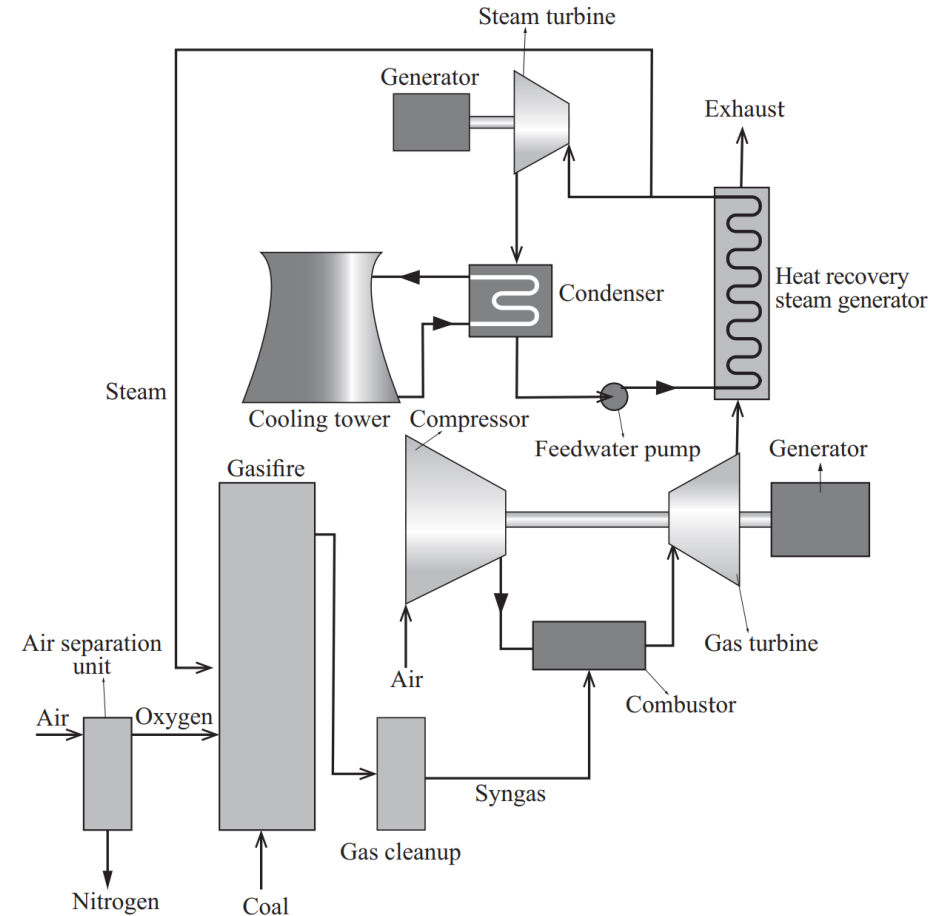 Steam turbine
Generator
Exhaust
Heat recovery
steam generator
Condenser
Steam
Cooling tower
Compressor
Feedwater pump
Generator
Gasifire
Air separation
unit
Gas turbine
Air
Combustor
Air
Oxygen
Syngas
Gas cleanup
Nitrogen
Coal